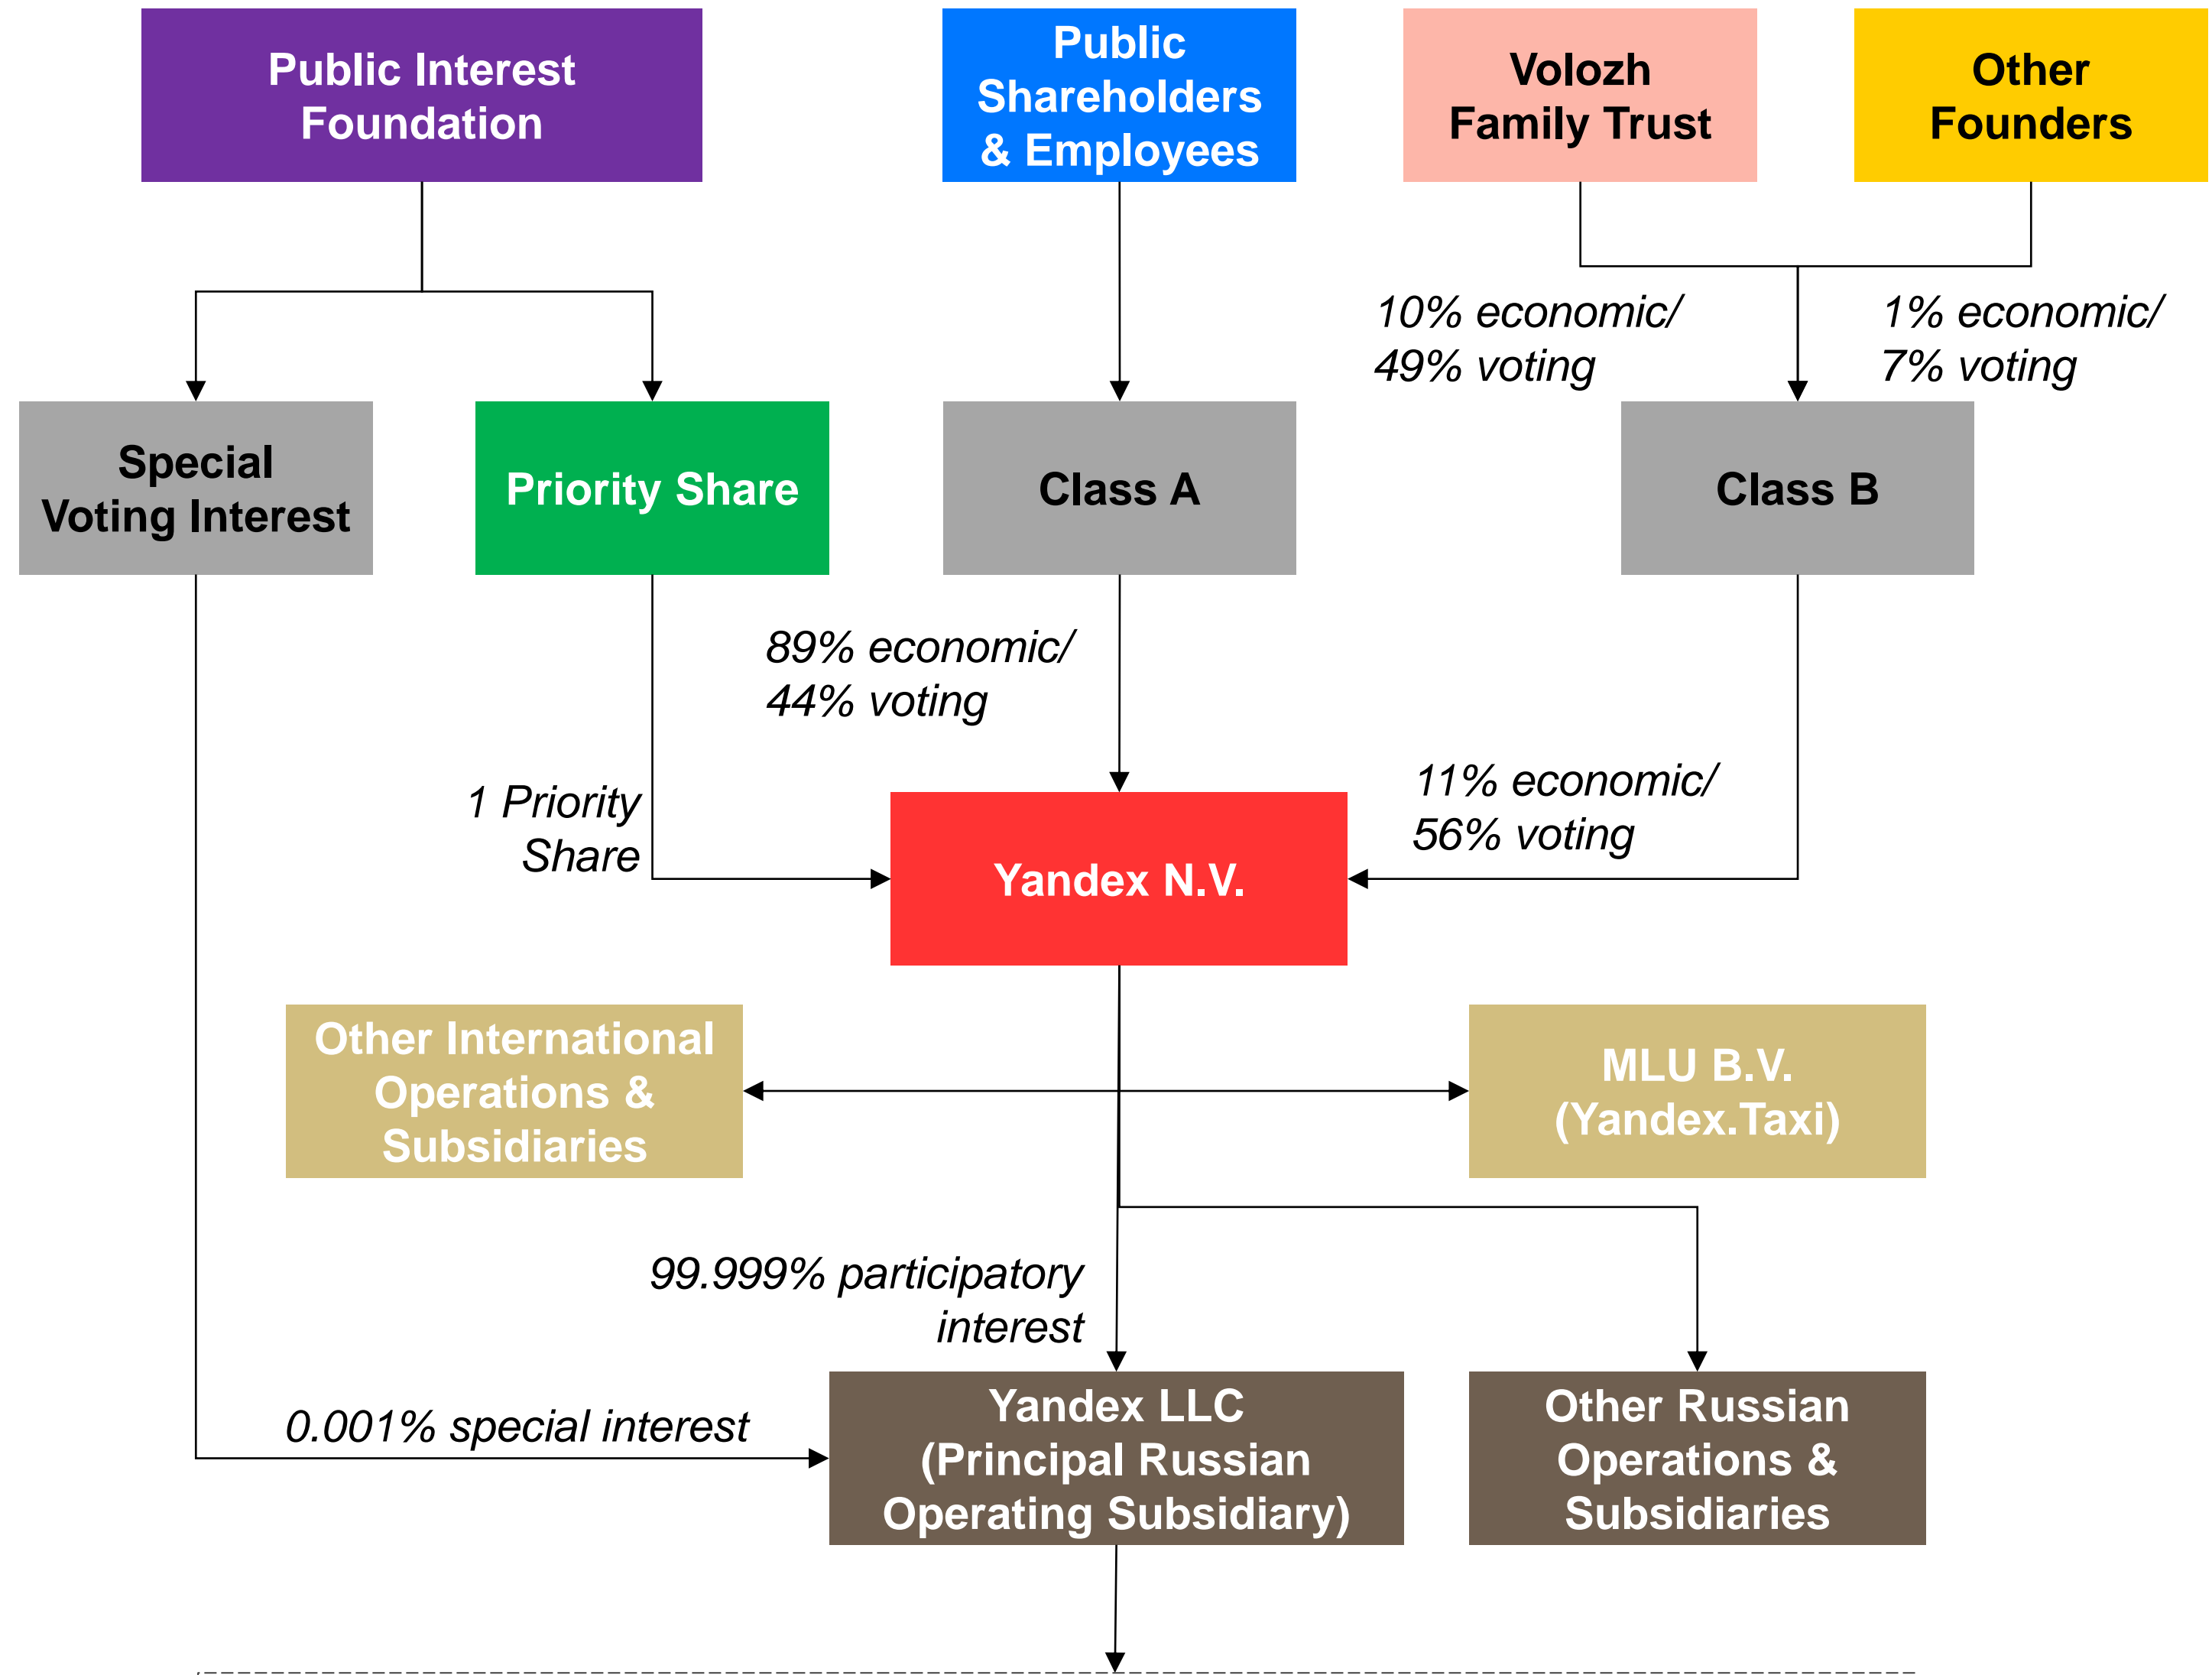 Public Interest
Foundation
Public
Shareholders
& Employees
Volozh
Family Trust
Other
Founders
10% economic/
49% voting
1% economic/
7% voting
Special
Voting Interest
Priority Share
Class A
Class B
89% economic/
44% voting
1 Priority
Share
11% economic/
56% voting
Yandex N.V.
Other International
Operations &
Subsidiaries
MLU B.V.
(Yandex.Taxi)
99.999% participatory
interest
0.001% special interest
Yandex LLC
(Principal Russian
Operating Subsidiary)
Other Russian
Operations &
Subsidiaries